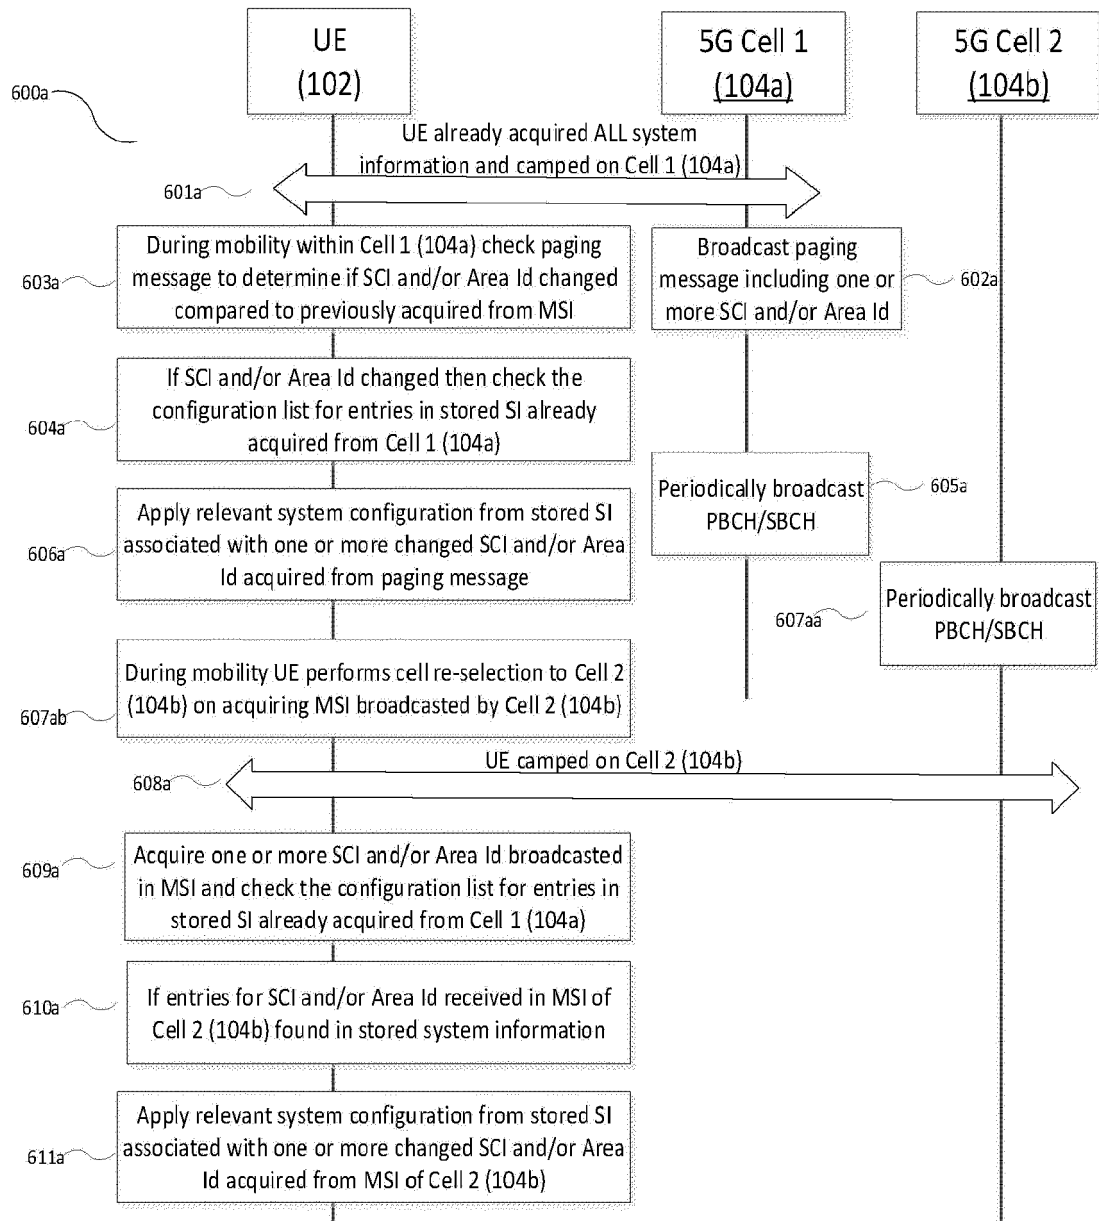 UE
(102)
5G Cell 1
(104a)
5G Cell 2
(104b)
600a
UE already acquired ALL system
information and camped on Cell 1 (104a)
601a
During mobility within Cell 1 (104a) check paging
message to determine if SCI and/or Area Id changed
compared to previously acquired from MSI
603a
Broadcast paging
message including one or
more SCI and/or Area Id
602a
If SCI and/or Area Id changed then check the
configuration list for entries in stored SI already
acquired from Cell 1 (104a)
604a
Periodically broadcast
PBCH/SBCH
605a
Apply relevant system configuration from stored SI
associated with one or more changed SCI and/or Area
Id acquired from paging message
606a
Periodically broadcast
PBCH/SBCH
607aa
During mobility UE performs cell re-selection to Cell 2
(104b) on acquiring MSI broadcasted by Cell 2 (104b)
607ab
UE camped on Cell 2 (104b)
608a
Acquire one or more SCI and/or Area Id broadcasted
in MSI and check the configuration list for entries in
stored SI already acquired from Cell 1 (104a)
609a
If entries for SCI and/or Area Id received in MSI of
Cell 2 (104b) found in stored system information
610a
Apply relevant system configuration from stored SI
associated with one or more changed SCI and/or Area
Id acquired from MSI of Cell 2 (104b)
611a